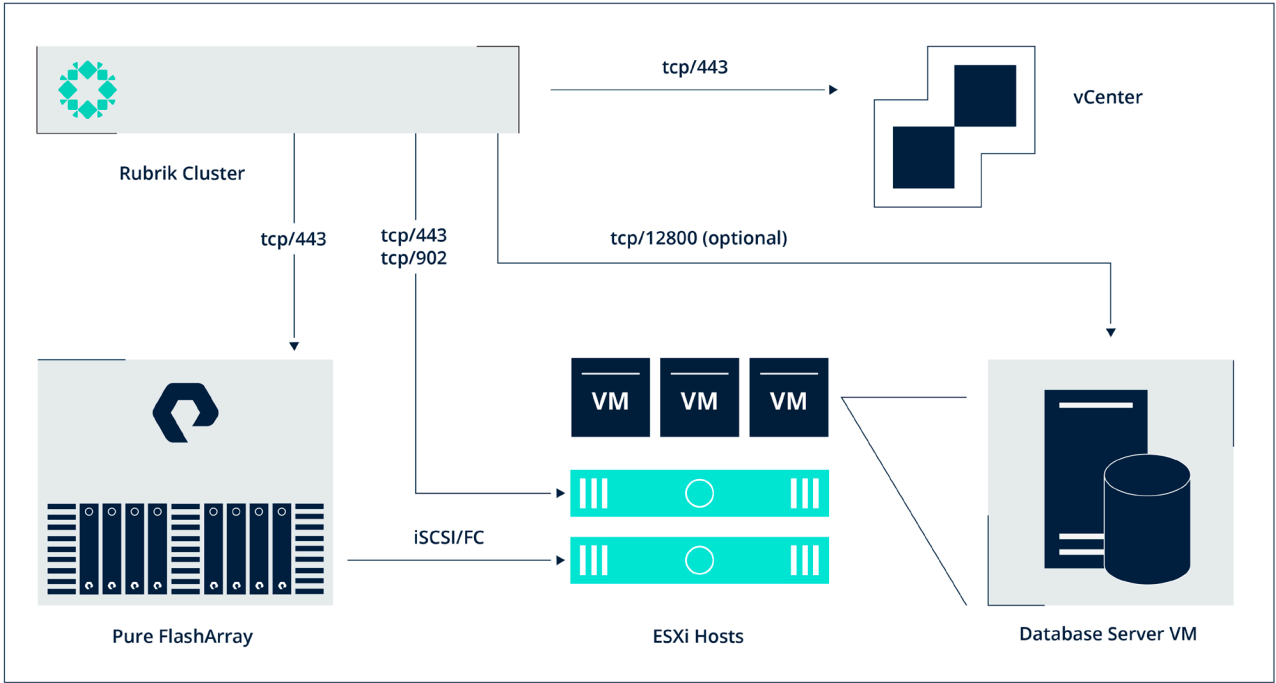 tcp/443
vCenter
Rubrik Cluster
tcp/443
tcp/443
tcp/902
tcp/12800 (optional)
VM
VM
VM
iSCSI/FC
Pure FlashArray
ESXi Hosts
Database Server VM